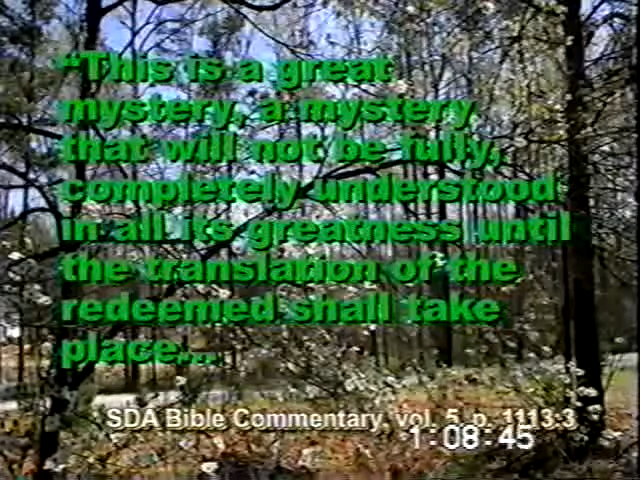 "This is a great
mystery, a mystery
that will not be fully,
completely understood
in all its greatness until
the translation of the
redeemed shall take
place...
SDA Bible Commentary, vol. 5, p. 1113:3
1:08:45